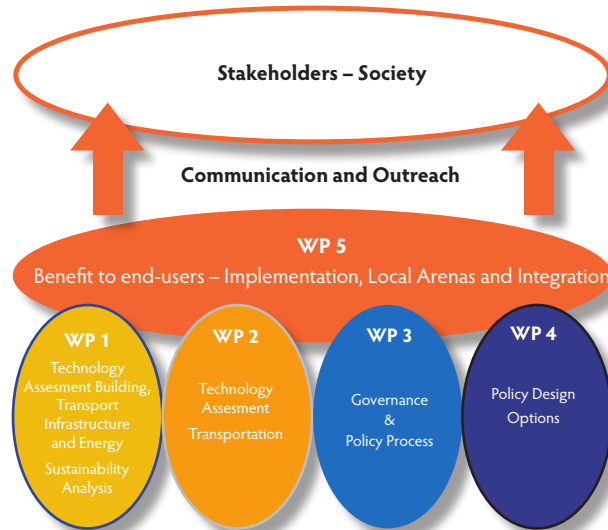 Stakeholders – Society
Communication and Outreach
WP 5
Benefit to end-users – Implementation, Local Arenas and Integration
WP 1
Technology
Assesment Building,
Transport
Infrastructure
and Energy
Sustainability
Analysis
WP 2
Technology
Assesment
Transportation
WP 3
Governance
&
Policy Process
WP 4
Policy Design
Options